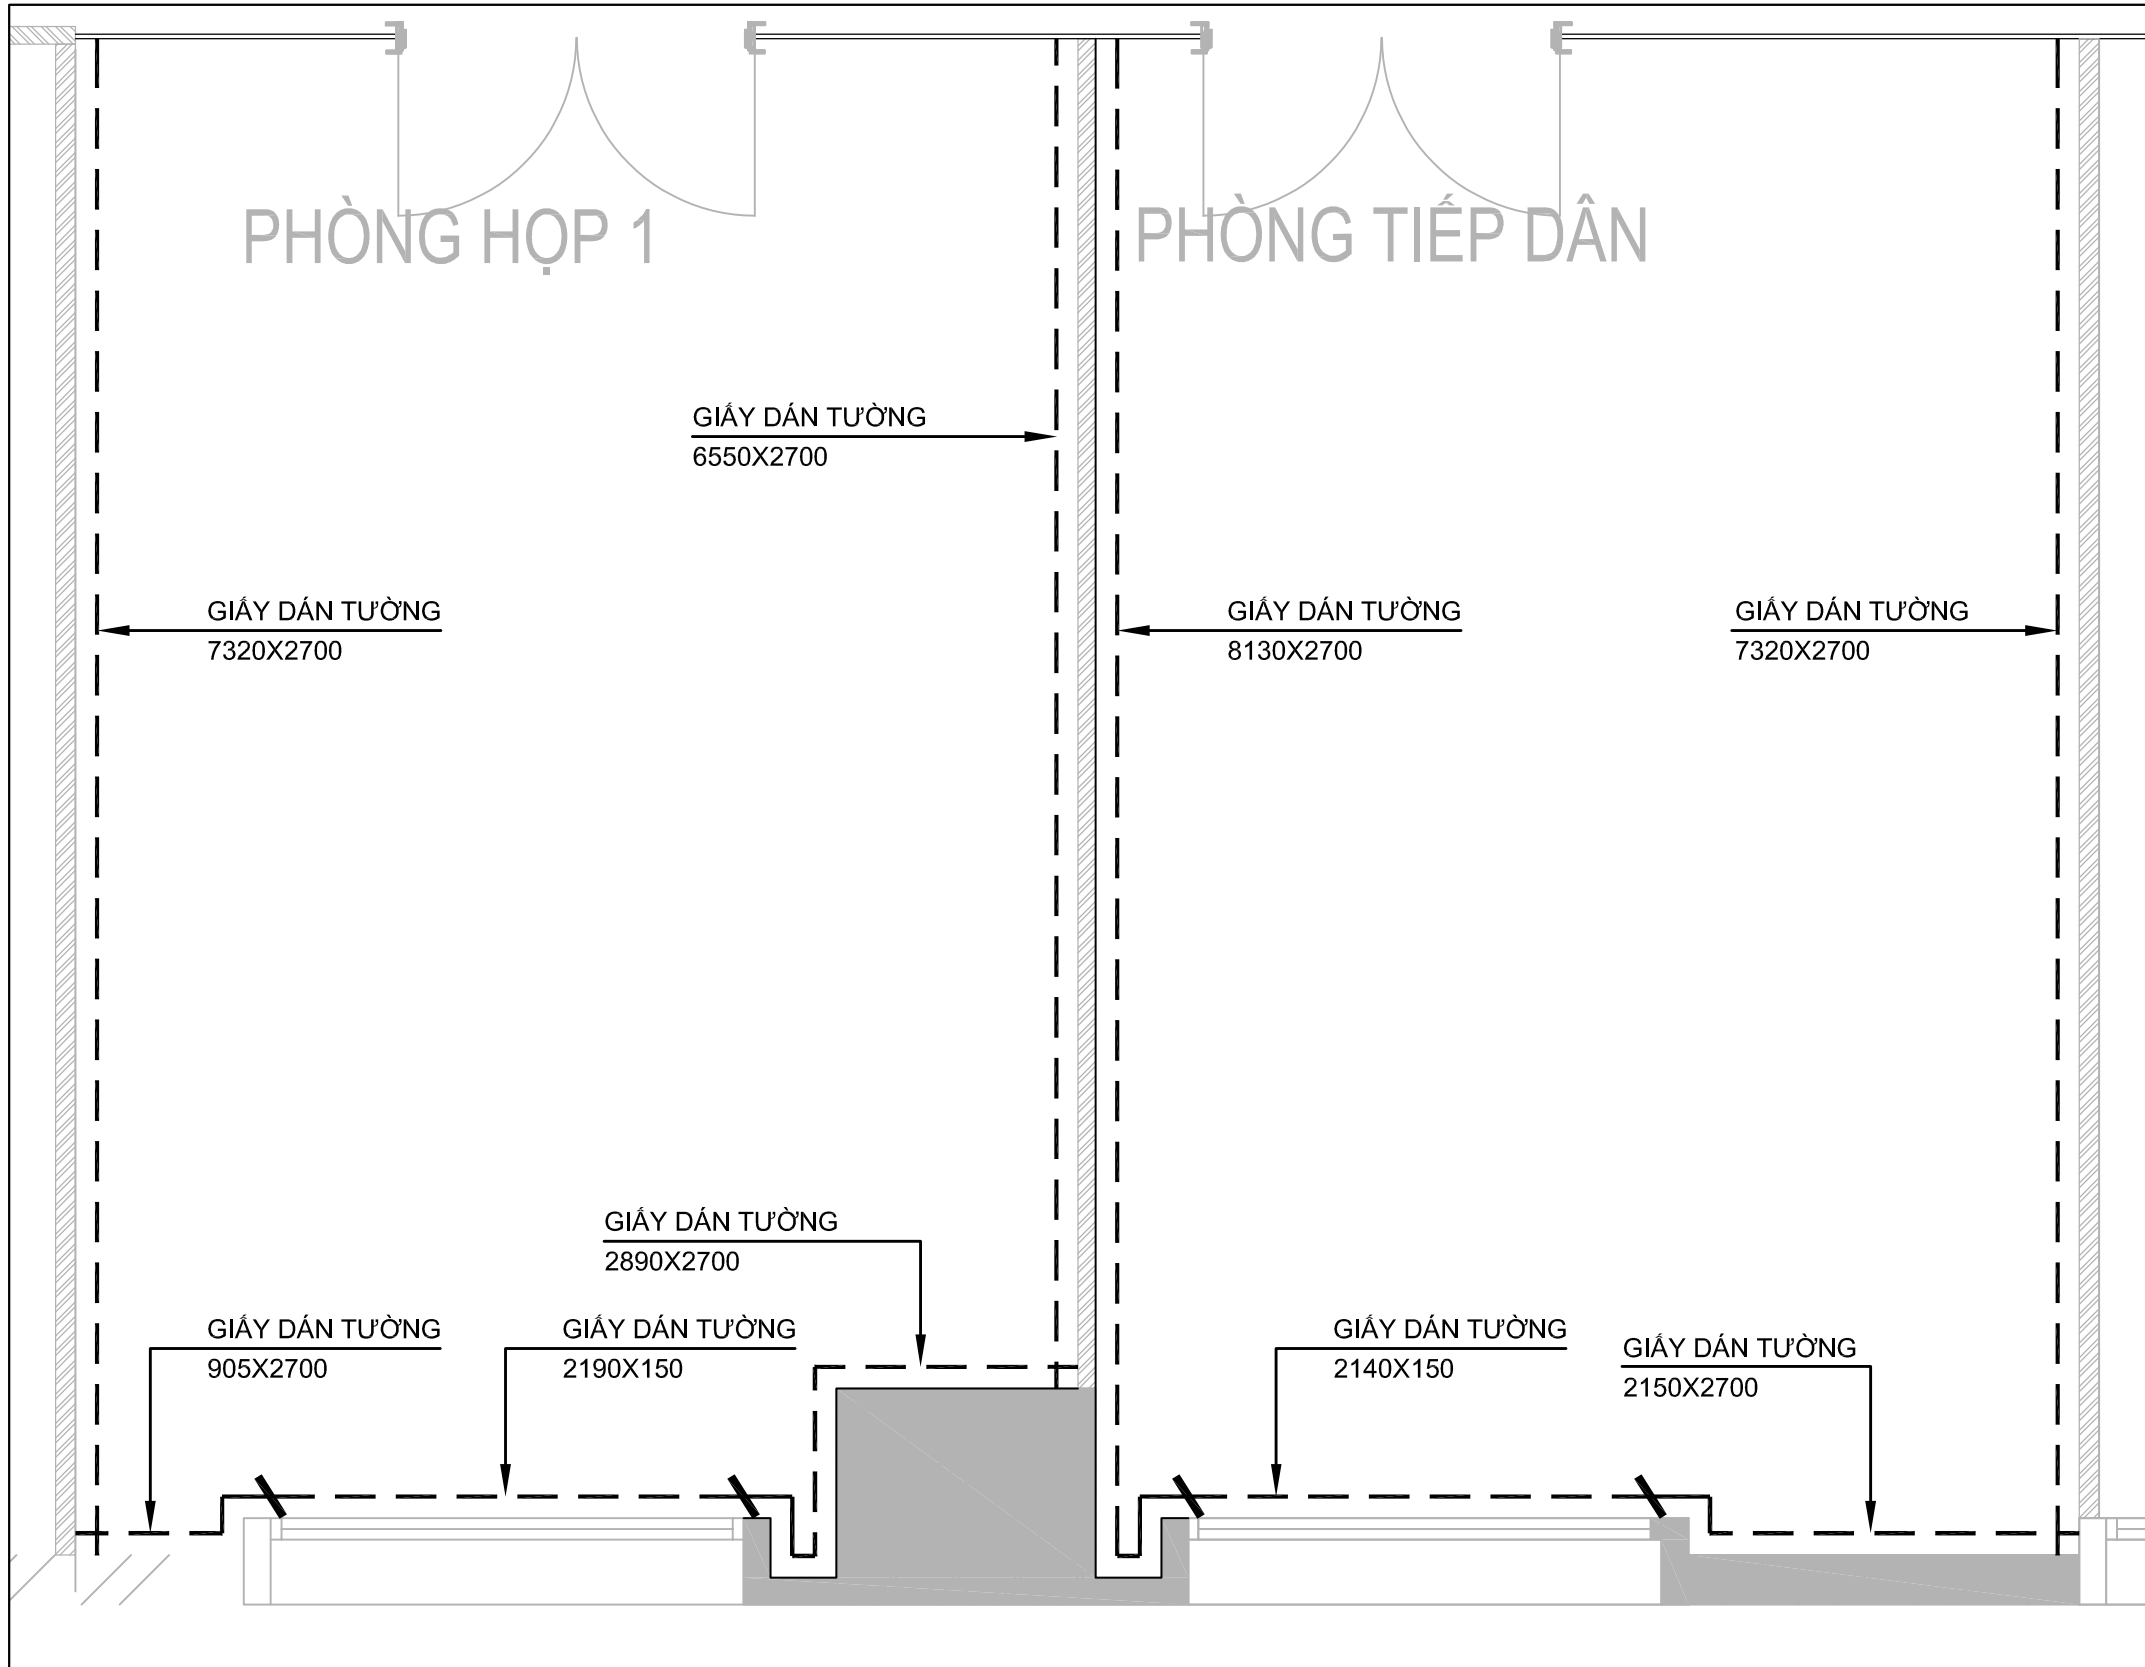 PHÒNG HỌP 1
PHÒNG TIẾP DÂN
GIẤY DÁN TƯỜNG
6550X2700
GIẤY DÁN TƯỜNG
7320X2700
GIẤY DÁN TƯỜNG
8130X2700
GIẤY DÁN TƯỜNG
7320X2700
GIẤY DÁN TƯỜNG
2890X2700
GIẤY DÁN TƯỜNG
905X2700
GIẤY DÁN TƯỜNG
2190X150
GIẤY DÁN TƯỜNG
2140X150
GIẤY DÁN TƯỜNG
2150X2700